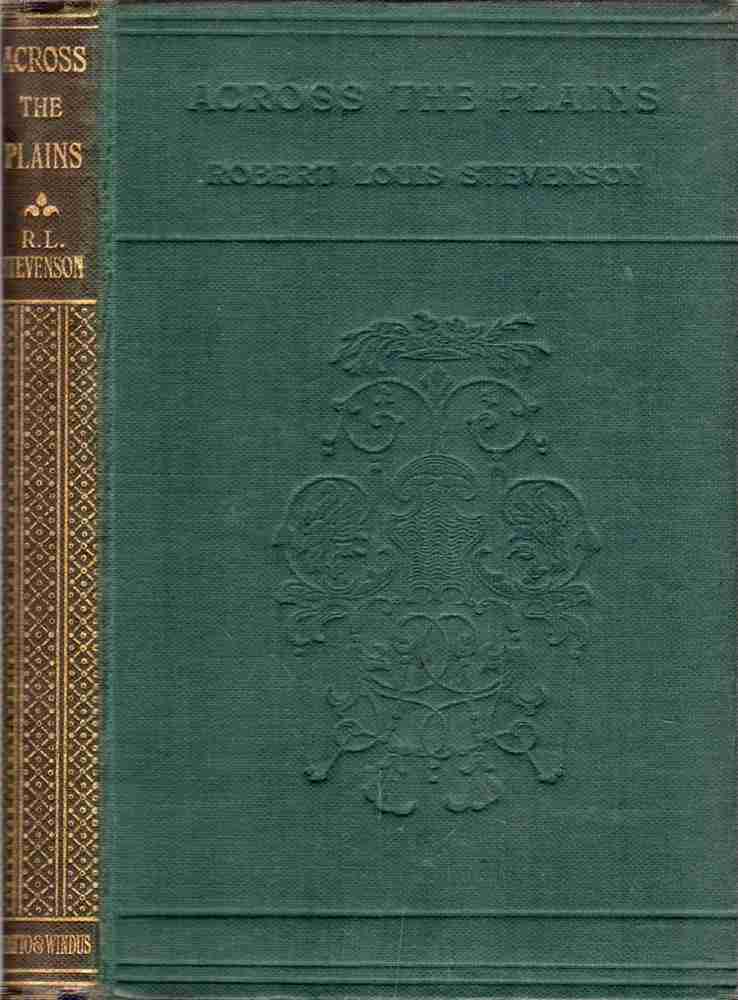 ACROSS
THE
PLAINS
R.L.
STEVENSON
CHATTO & WINDUS
ACROSS THE PLAINS
ROBERT LOUIS STEVENSON